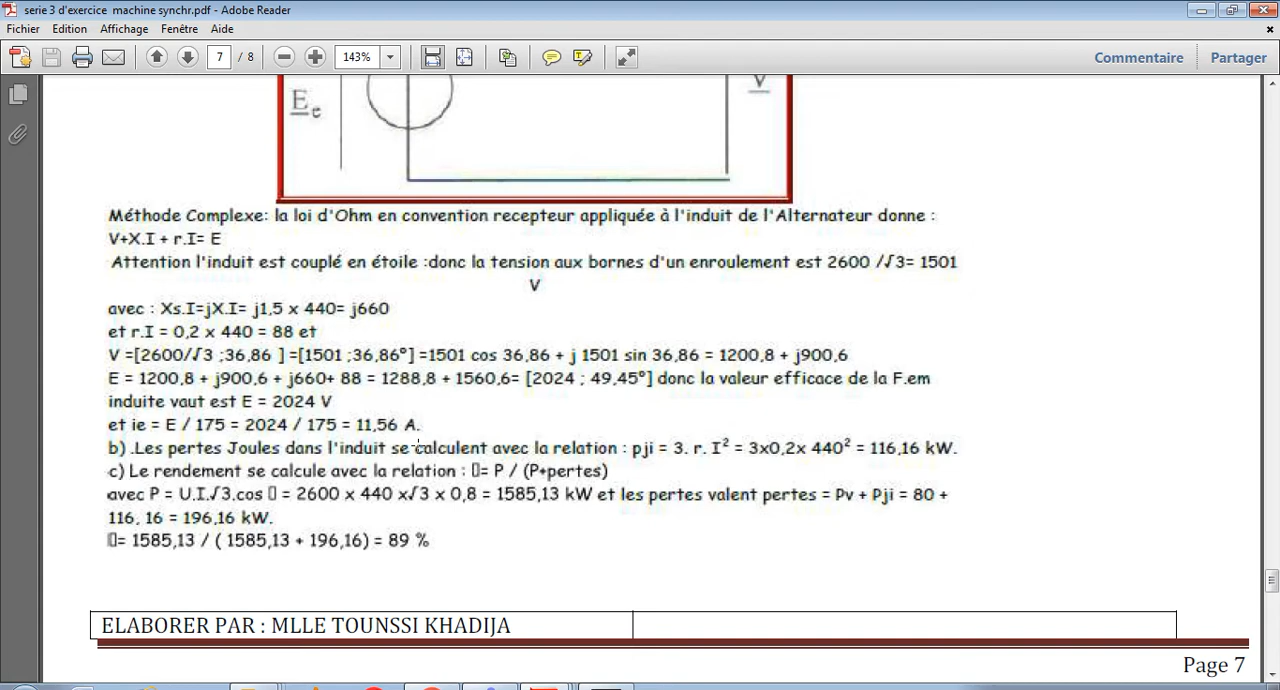 serie 3 d'exercice machine synchr.pdf - Adobe Reader
Fichier Edition Affichage Fenêtre Aide
7 / 8 143% Commentaire Partager
E e V
Méthode Complexe: la loi d'Ohm en convention recepteur appliquée à l'induit de l'Alternateur donne :
V+X.I + r.I= E
Attention l'induit est couplé en étoile :donc la tension aux bornes d'un enroulement est 2600 /√3= 1501
V
avec : Xs.I=jX.I= j1,5 x 440= j660
et r.I = 0,2 x 440 = 88 et
V =[2600/√3 ;36,86 ] =[1501 ;36,86°] =1501 cos 36,86 + j 1501 sin 36,86 = 1200,8 + j900,6
E = 1200,8 + j900,6 + j660+ 88 = 1288,8 + 1560,6= [2024 ; 49,45°] donc la valeur efficace de la F.em
induite vaut est E = 2024 V
et ie = E / 175 = 2024 / 175 = 11,56 A.
b) .Les pertes Joules dans l'induit se calculent avec la relation : pji = 3. r. I² = 3x0,2x 440² = 116,16 kW.
c) Le rendement se calcule avec la relation : ▯= P / (P+pertes)
avec P = U.I.√3.cos ▯ = 2600 x 440 x√3 x 0,8 = 1585,13 kW et les pertes valent pertes = Pv + Pji = 80 +
116, 16 = 196,16 kW.
▯= 1585,13 / ( 1585,13 + 196,16) = 89 %
ELABORER PAR : MLLE TOUNSSI KHADIJA
Page 7